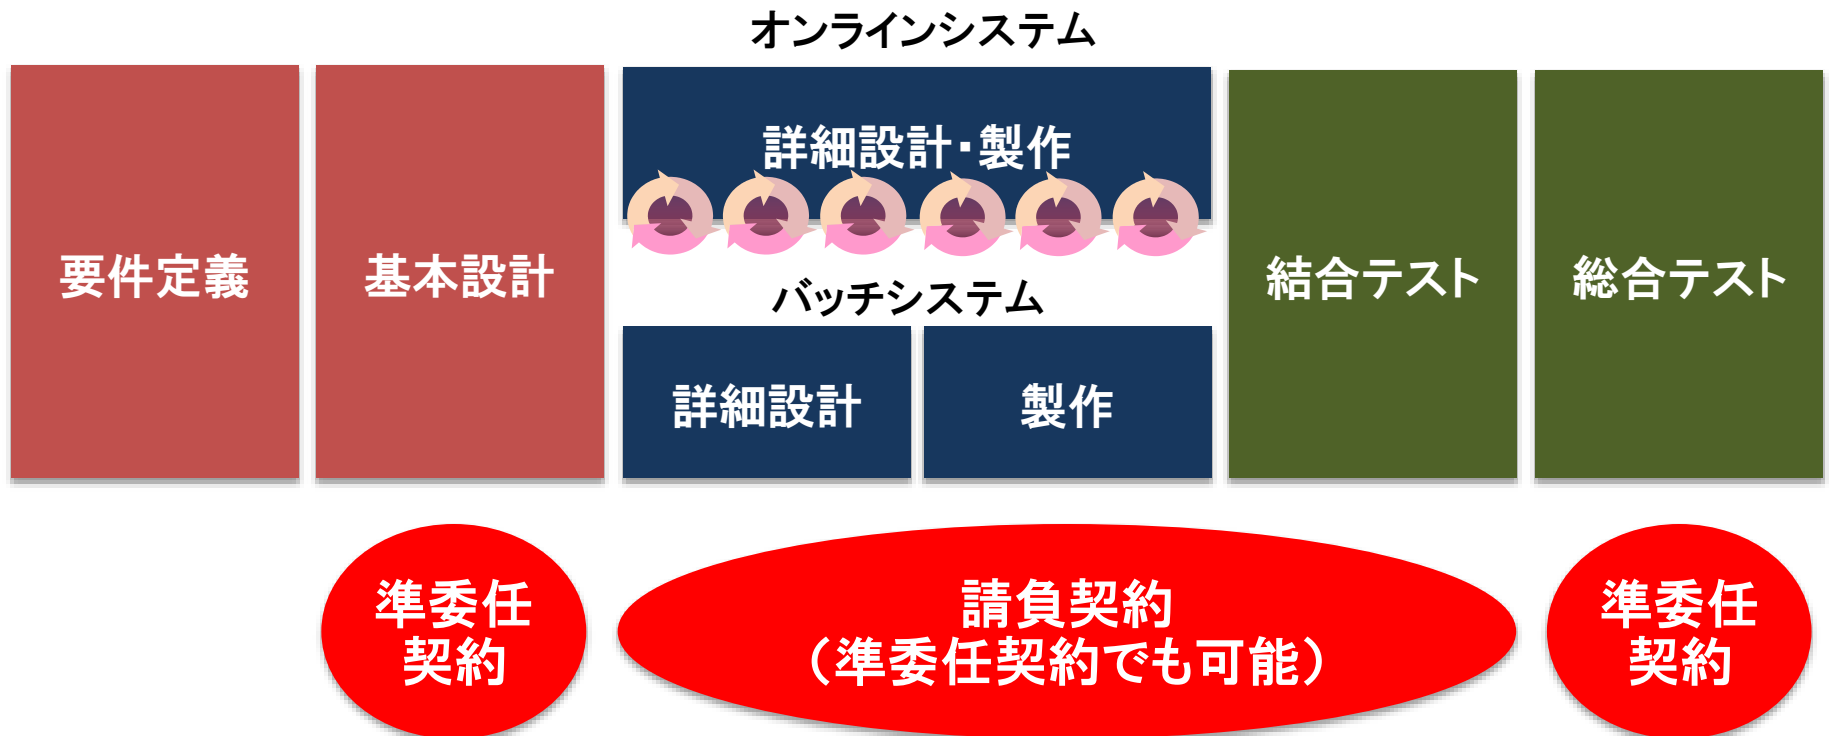 オンラインシステム
要件定義
基本設計
詳細設計・製作
バッチシステム
詳細設計
製作
結合テスト
総合テスト
準委任
契約
請負契約
（準委任契約でも可能）
準委任
契約